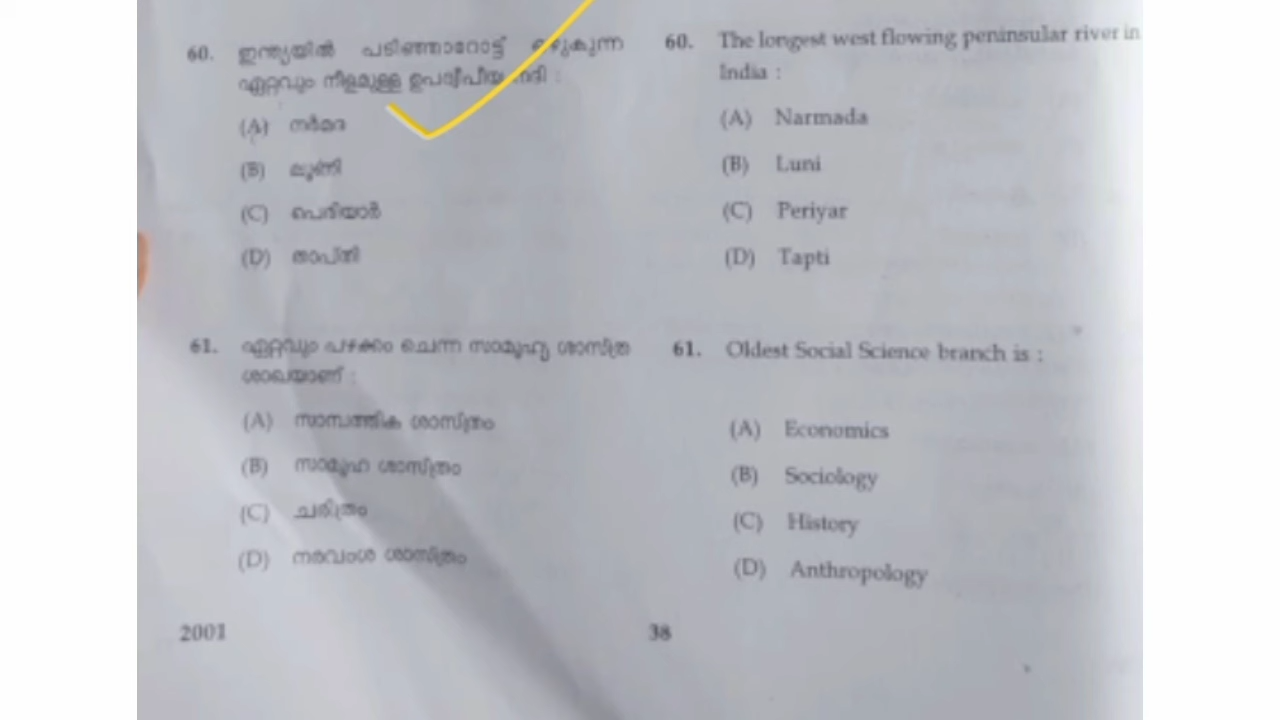 60. ഇന്ത്യയിൽ പടിഞ്ഞാറോട്ട് ഒഴുകുന്ന
ഏറ്റവും നീളമുള്ള ഉപദ്വീപീയ നദി :
(A) നർമദ
(B) ലൂണി
(C) പെരിയാർ
(D) താപ്തി
61. ഏറ്റവും പഴക്കം ചെന്ന സാമൂഹ്യ ശാസ്ത്ര
ശാഖയാണ് :
(A) സാമ്പത്തിക ശാസ്ത്രം
(B) സാമൂഹ ശാസ്ത്രം
(C) ചരിത്രം
(D) നരവംശ ശാസ്ത്രം
2001
60. The longest west flowing peninsular river in
India :
(A) Narmada
(B) Luni
(C) Periyar
(D) Tapti
61. Oldest Social Science branch is :
(A) Economics
(B) Sociology
(C) History
(D) Anthropology
38